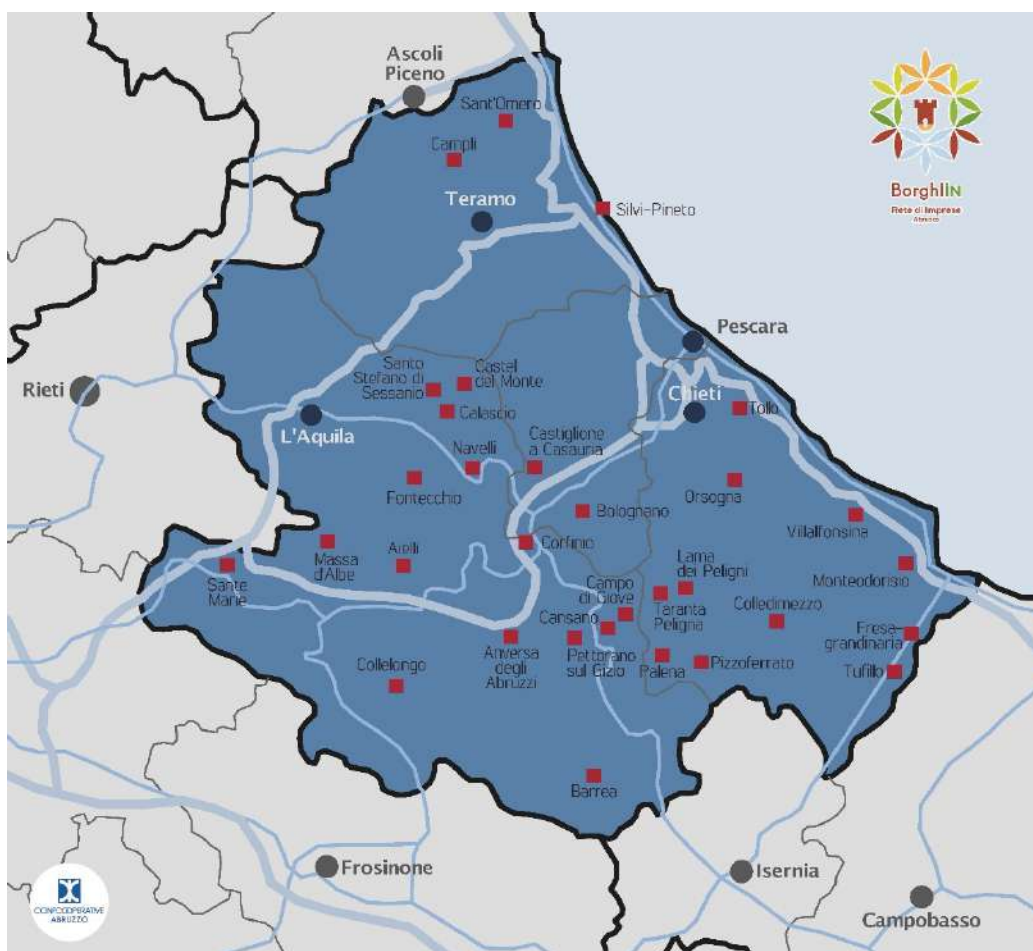 Ascoli
Piceno
Sant'Omero
Campli
Teramo
Silvi-Pineto
BorghIIN
Rete di Imprese
Abruzzo
Pescara
Rieti
Santo
Stefano di
Sessanio
Castel
del Monte
Calascio
Chieti
Tollo
L'Aquila
Navelli
Castiglione
a Casauria
Fontecchio
Orsogna
Bolognano
Villalfonsina
Corfinio
Massa
d'Albe
Aielli
Sante
Marie
Campo
di Giove
Lama
dei Peligni
Monteodorisio
Taranta
Peligna
Colledimezzo
Cansano
Fresa-
grandinaria
Anversa
degli
Abruzzi
Pettorano
sul Gizio
Palena
Pizzoferrato
Tufillo
Collelongo
Barrea
Frosinone
Isernia
Campobasso
CONFCOOPERATIVE
ABRUZZO